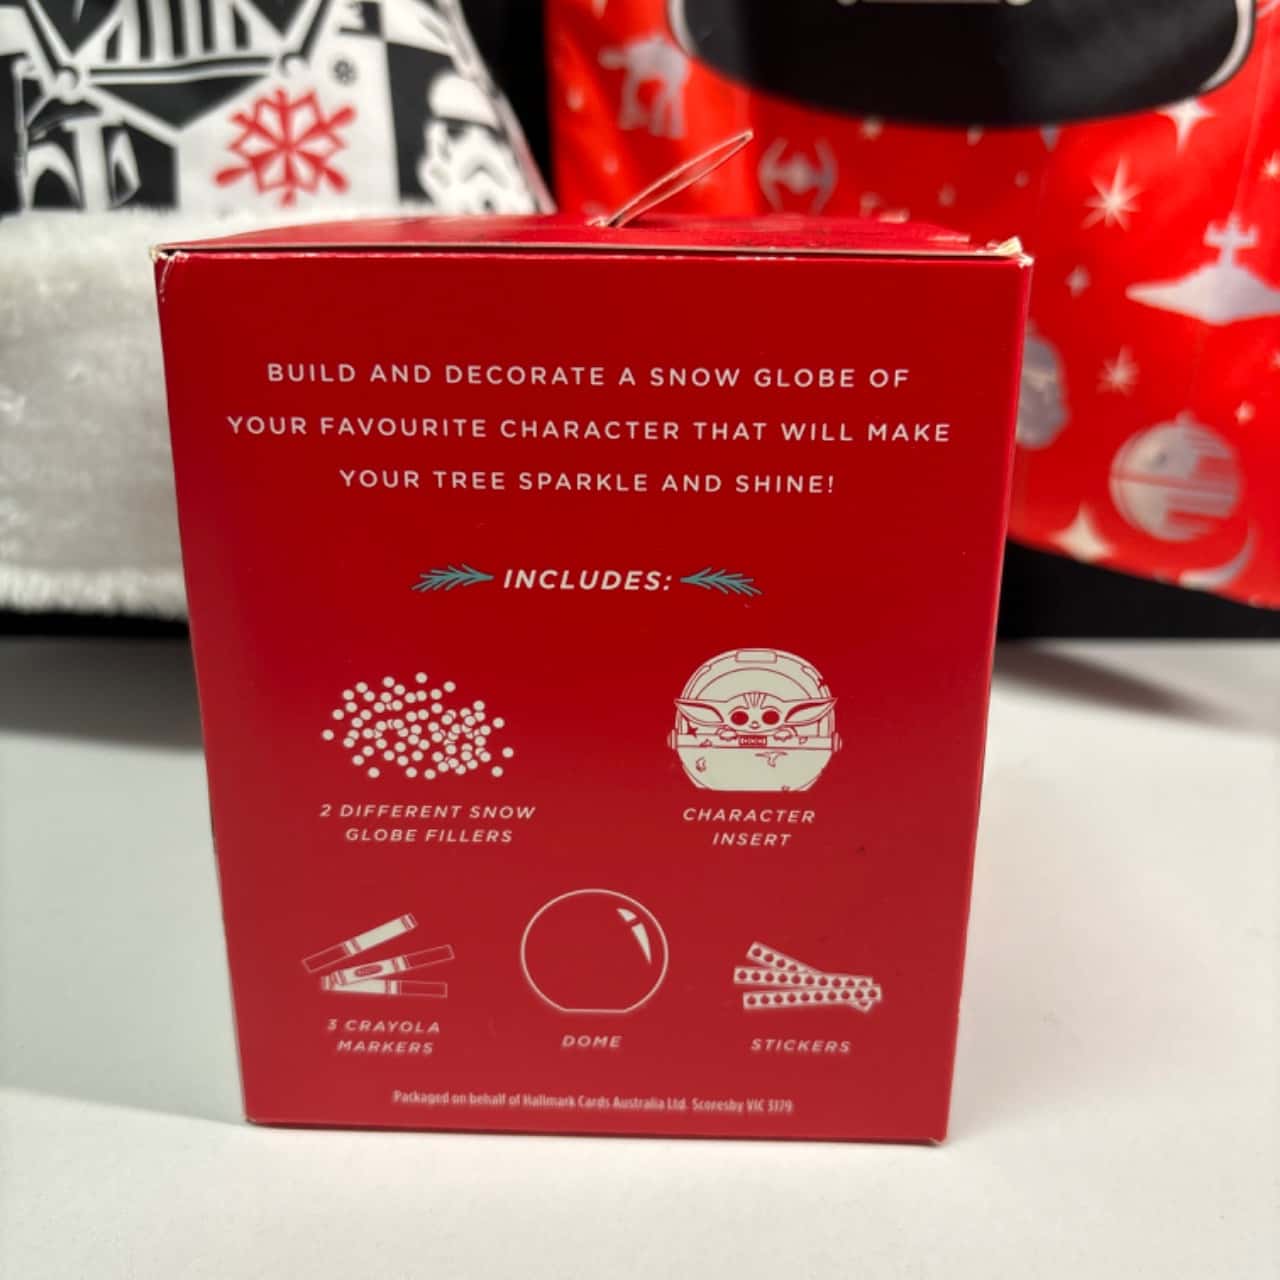 BUILD AND DECORATE A SNOW GLOBE OF
YOUR FAVOURITE CHARACTER THAT WILL MAKE
YOUR TREE SPARKLE AND SHINE!
INCLUDES:
2 DIFFERENT SNOW
GLOBE FILLERS
CHARACTER
INSERT
3 CRAYOLA
MARKERS
DOME
STICKERS
Packaged on behalf of Hallmark Cards Australia Ltd. Scoresby VIC 3179